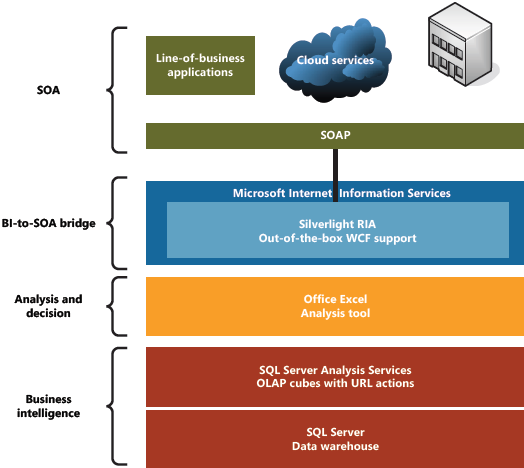 SOA
Line-of-business
applications
Cloud services
SOAP
BI-to-SOA bridge
Microsoft Internet Information Services
Silverlight RIA
Out-of-the-box WCF support
Analysis and
decision
Office Excel
Analysis tool
Business
intelligence
SQL Server Analysis Services
OLAP cubes with URL actions
SQL Server
Data warehouse